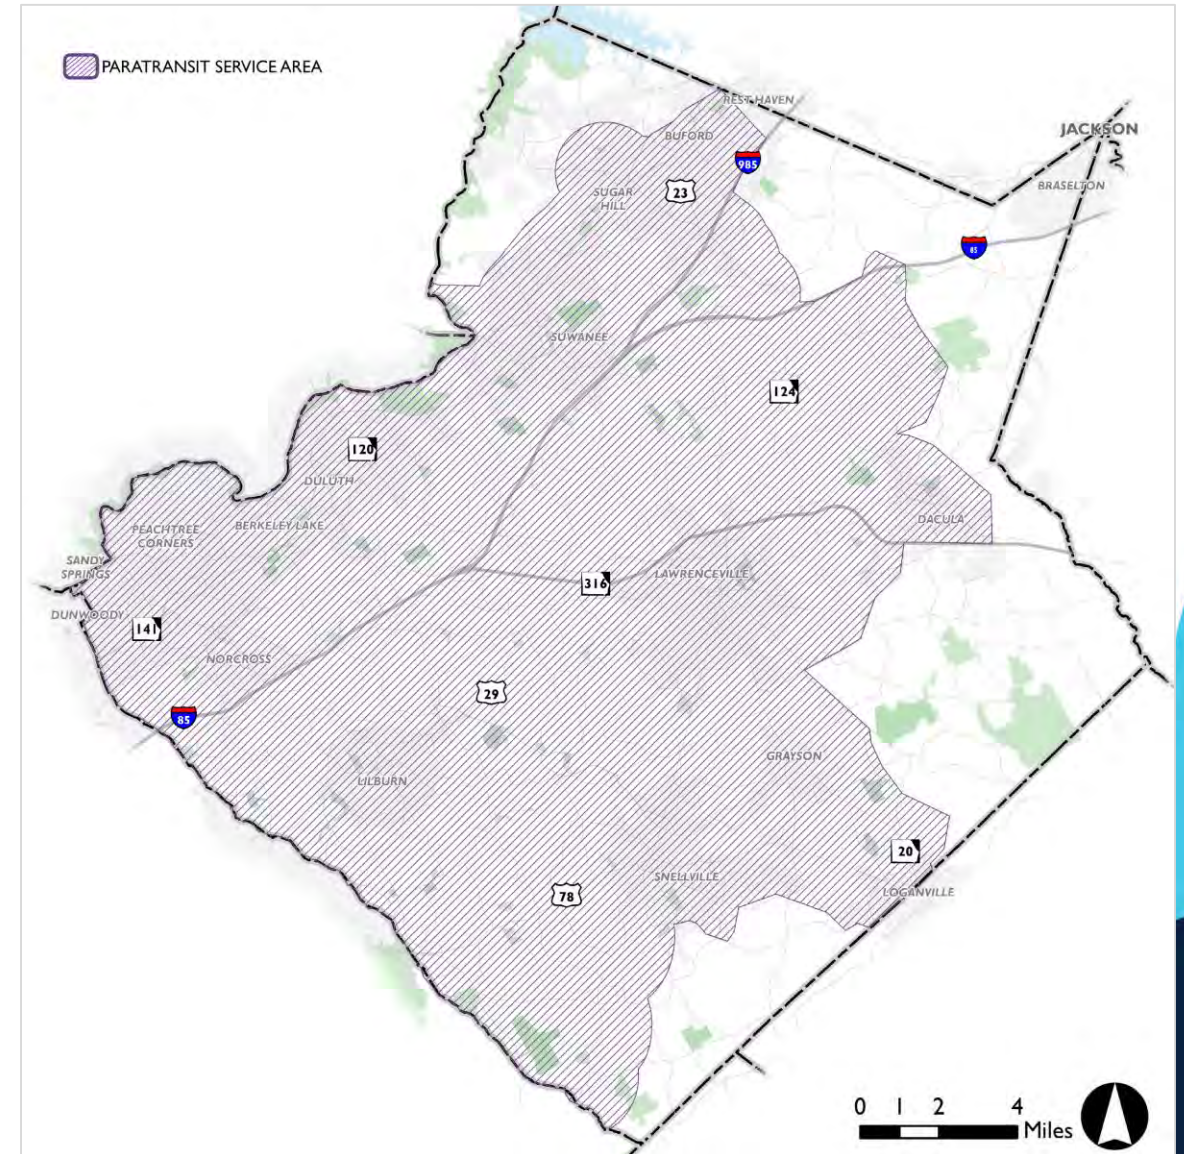 PARATRANSIT SERVICE AREA
REST HAVEN
BUFORD
JACKSON
985
BRASELTON
SUGAR
HILL
23
85
SUWANEE
124
120
DULUTH
PEACHTREE
CORNERS
BERKELEY LAKE
DACULA
SANDY
SPRINGS
316
LAWRENCEVILLE
DUNWOODY
141
NORCROSS
29
85
GRAYSON
LILBURN
20
SNELLVILLE
78
LOGANVILLE
0 1 2 4
Miles